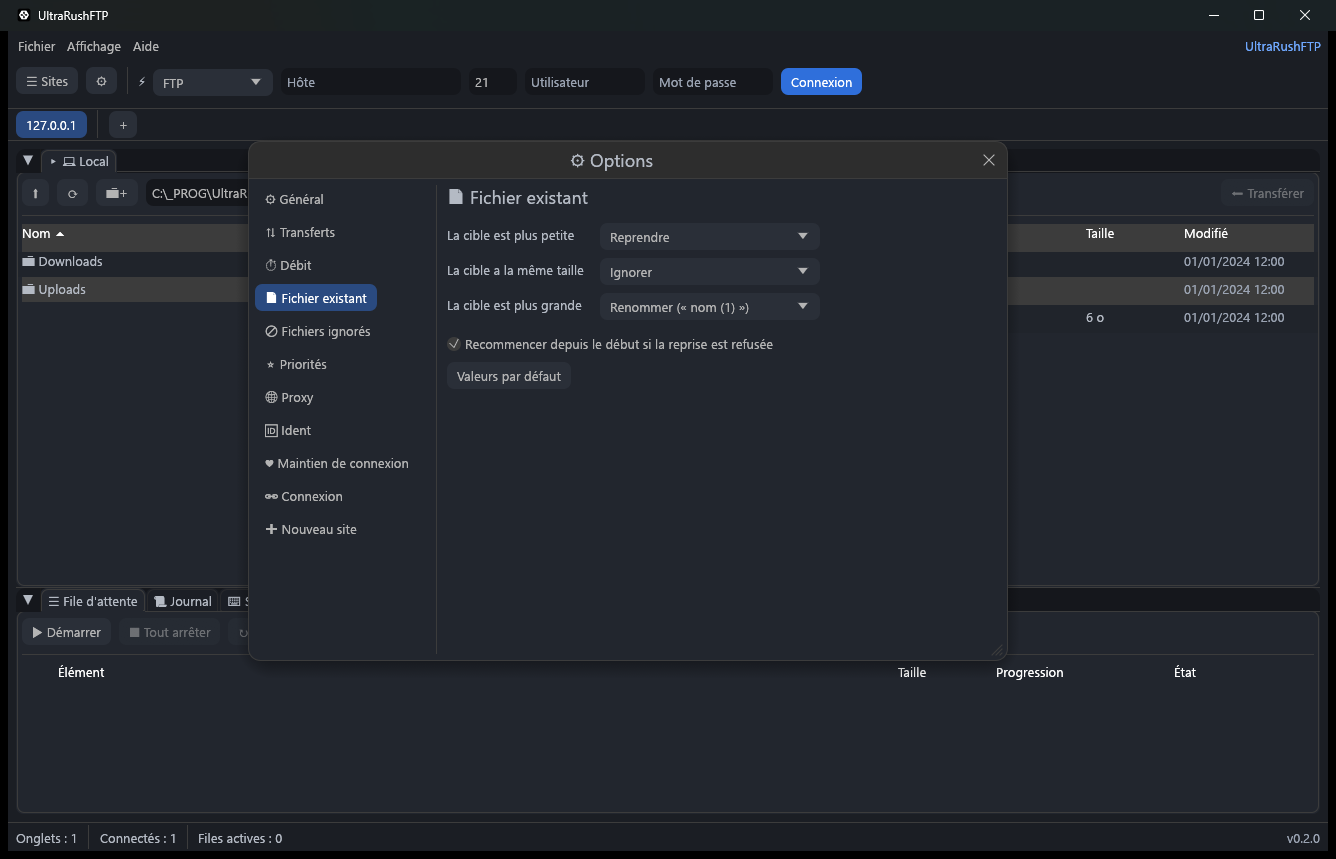 UltraRushFTP
Fichier Affichage Aide UltraRushFTP
Sites FTP Hôte 21 Utilisateur Mot de passe Connexion
127.0.0.1 +
Local
C:\_PROG\UltraR Transférer
Nom Taille Modifié
Downloads 01/01/2024 12:00
Uploads 01/01/2024 12:00
6 o 01/01/2024 12:00
Options
Général
Transferts
Débit
Fichier existant
Fichiers ignorés
Priorités
Proxy
Ident
Maintien de connexion
Connexion
Nouveau site
Fichier existant
La cible est plus petite Reprendre
La cible a la même taille Ignorer
La cible est plus grande Renommer (« nom (1) »)
Recommencer depuis le début si la reprise est refusée
Valeurs par défaut
File d'attente Journal
Démarrer Tout arrêter
Élément Taille Progression État
Onglets : 1 Connectés : 1 Files actives : 0 v0.2.0